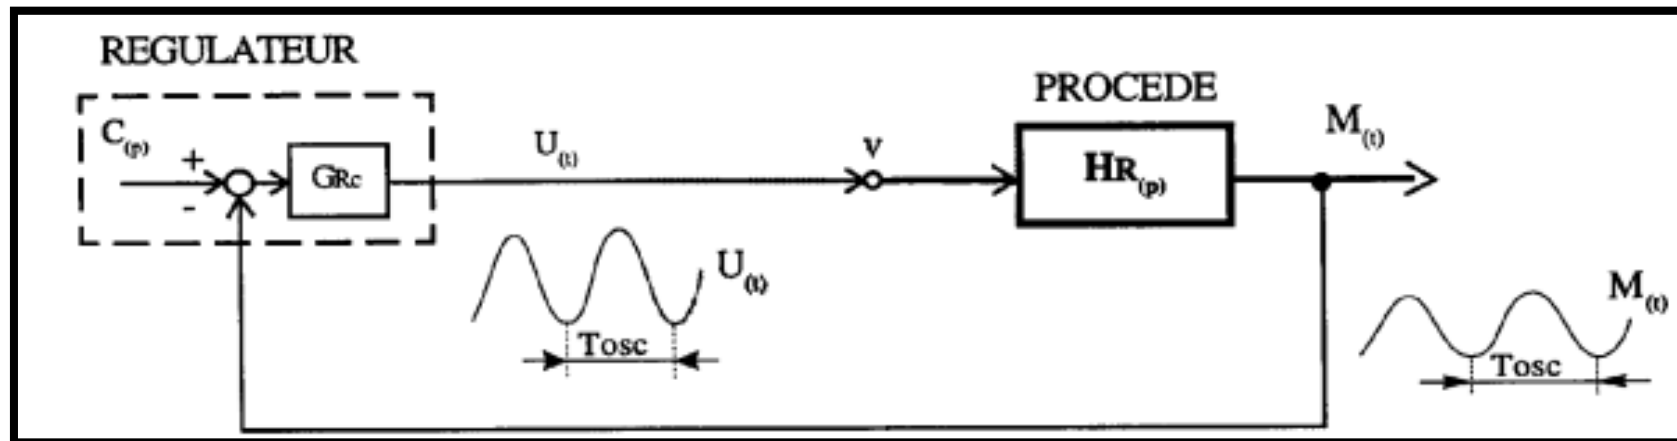 REGULATEUR
PROCEDE
C(p)
+
-
GRc
U(t)
v
HR(p)
M(t)
U(t)
Tosc
M(t)
Tosc